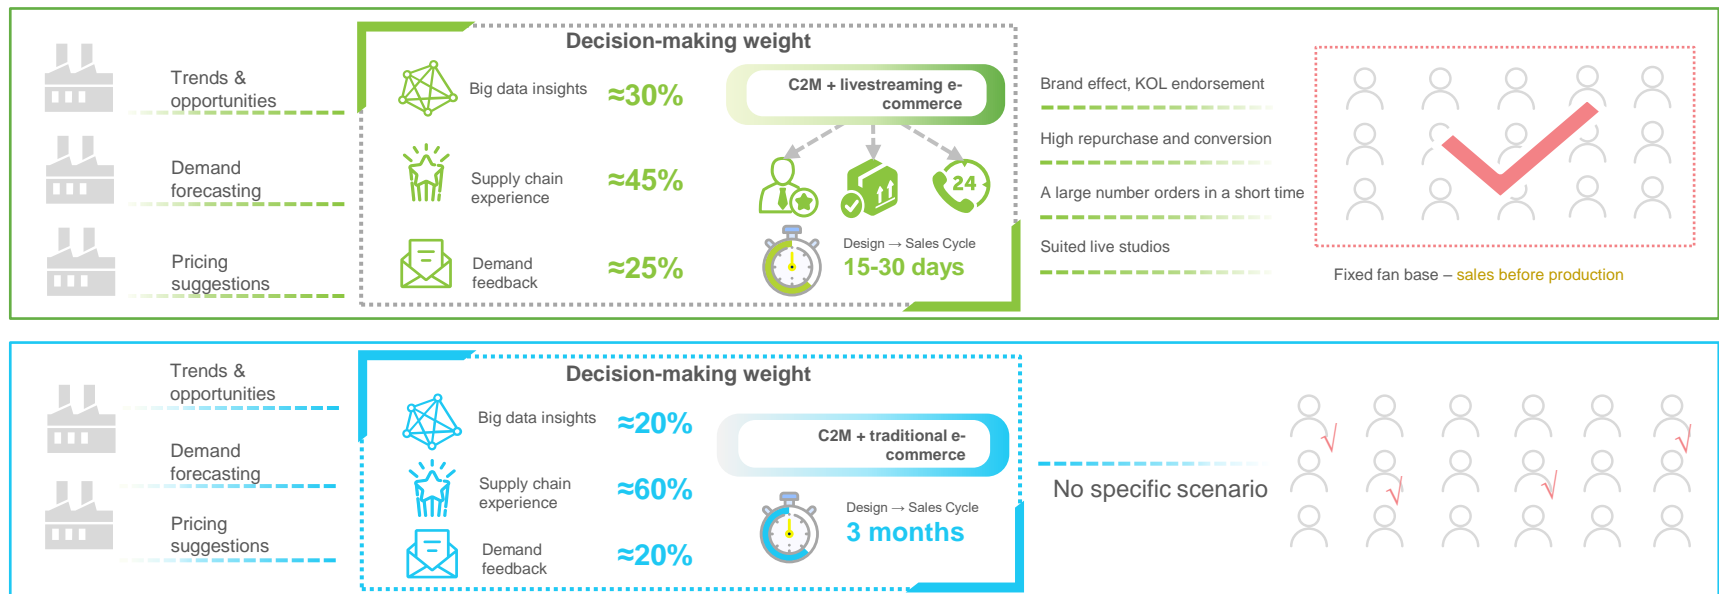 Decision-making weight
Trends &
opportunities
Big data insights
≈30%
C2M + livestreaming e-
commerce
Brand effect, KOL endorsement
High repurchase and conversion
Demand
forecasting
Supply chain
experience
≈45%
24
A large number orders in a short time
Pricing
suggestions
Demand
feedback
≈25%
Design → Sales Cycle
15-30 days
Suited live studios
Fixed fan base – sales before production
Decision-making weight
Trends &
opportunities
Big data insights
≈20%
C2M + traditional e-
commerce
Demand
forecasting
Supply chain
experience
≈60%
No specific scenario
Pricing
suggestions
Demand
feedback
≈20%
Design → Sales Cycle
3 months